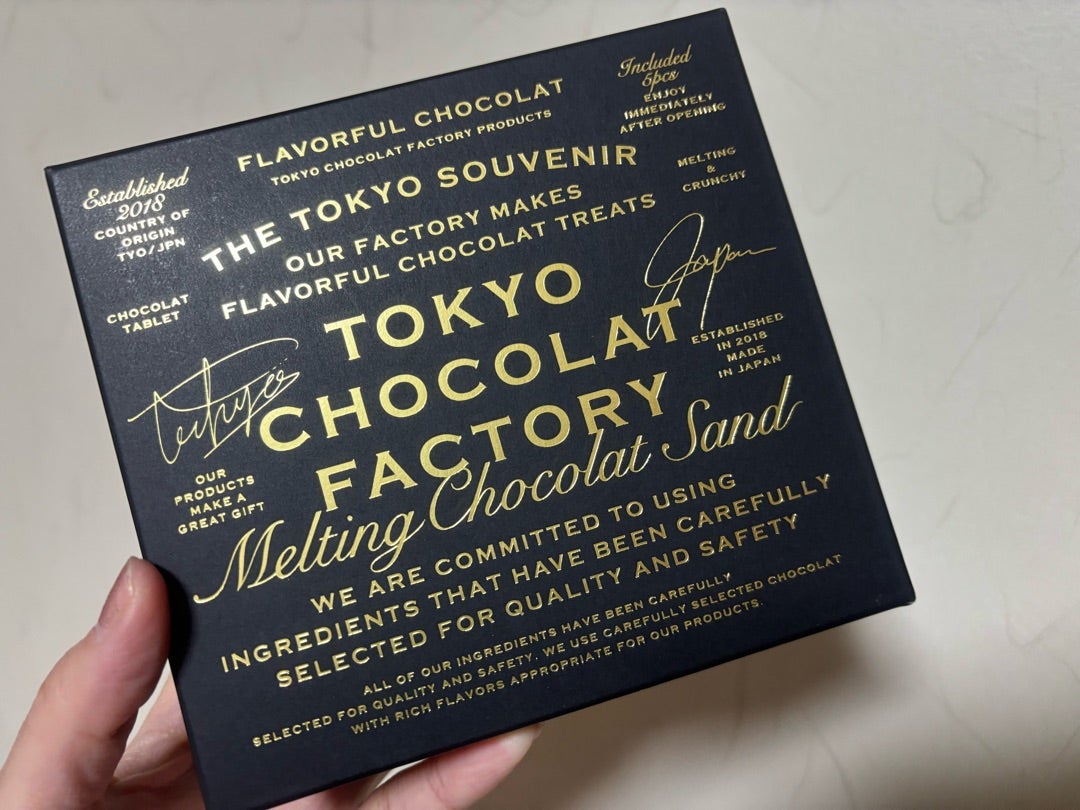 FLAVORFUL CHOCOLAT
TOKYO CHOCOLAT FACTORY PRODUCTS
Included
5pcs
ENJOY
IMMEDIATELY
AFTER OPENING
Established
2018
COUNTRY OF
ORIGIN
TYO/JPN
THE TOKYO SOUVENIR
OUR FACTORY MAKES
FLAVORFUL CHOCOLAT TREATS
MELTING
&
CRUNCHY
CHOCOLAT
TABLET
TOKYO
CHOCOLAT
FACTORY
Japan
ESTABLISHED
IN 2018
MADE
IN JAPAN
OUR
PRODUCTS
MAKE A
GREAT GIFT
Melting Chocolat Sand
WE ARE COMMITTED TO USING
INGREDIENTS THAT HAVE BEEN CAREFULLY
SELECTED FOR QUALITY AND SAFETY
ALL OF OUR INGREDIENTS HAVE BEEN CAREFULLY
SELECTED FOR QUALITY AND SAFETY. WE USE CAREFULLY SELECTED CHOCOLAT
WITH RICH FLAVORS APPROPRIATE FOR OUR PRODUCTS.